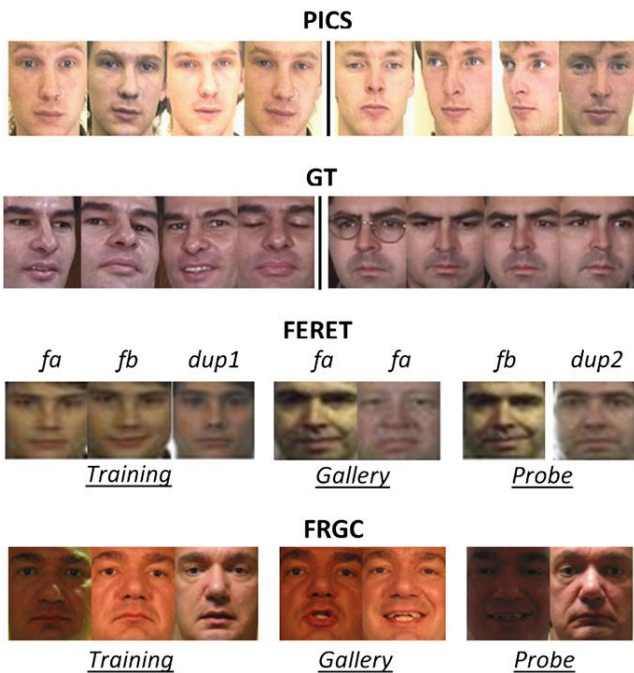 PICS
GT
FERET
fa fb dup1 fa fa fb dup2
Training Gallery Probe
FRGC
Training Gallery Probe